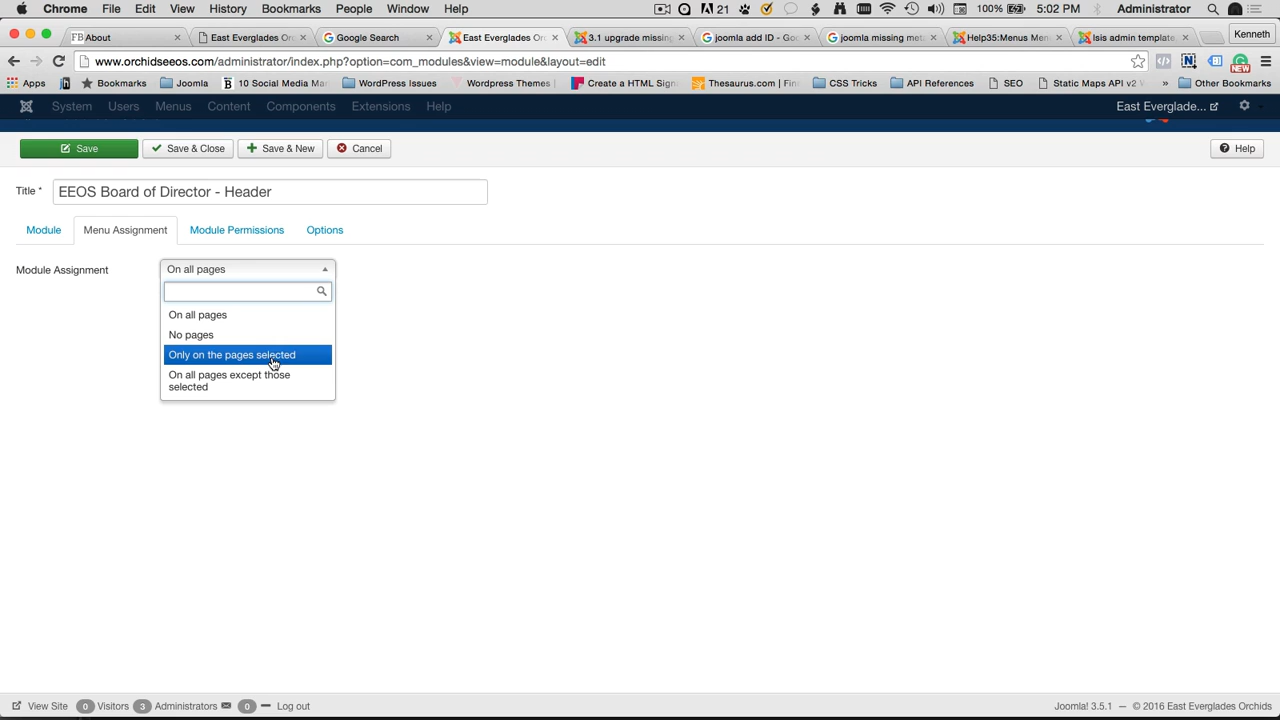 Chrome File Edit View History Bookmarks People Window Help 21 100% 5:02 PM Administrator
FB About East Everglades Or Google Search East Everglades Or 3.1 upgrade missing joomla add ID - Goo joomla missing meta Help35:Menus Men Isis admin template Kenneth
www.orchidseeos.com/administrator/index.php?option=com_modules&view=module&layout=edit
Apps Bookmarks Joomla 10 Social Media Mar WordPress Issues Wordpress Themes | Create a HTML Sign Thesaurus.com | Fin CSS Tricks API References SEO Static Maps API v2 » Other Bookmarks
NEW
System Users Menus Content Components Extensions Help East Everglade...
Save Save & Close Save & New Cancel Help
Title * EEOS Board of Director - Header
Module Menu Assignment Module Permissions Options
Module Assignment On all pages
On all pages
No pages
Only on the pages selected
On all pages except those
selected
View Site 0 Visitors 3 Administrators 0 Log out Joomla! 3.5.1 — © 2016 East Everglades Orchids